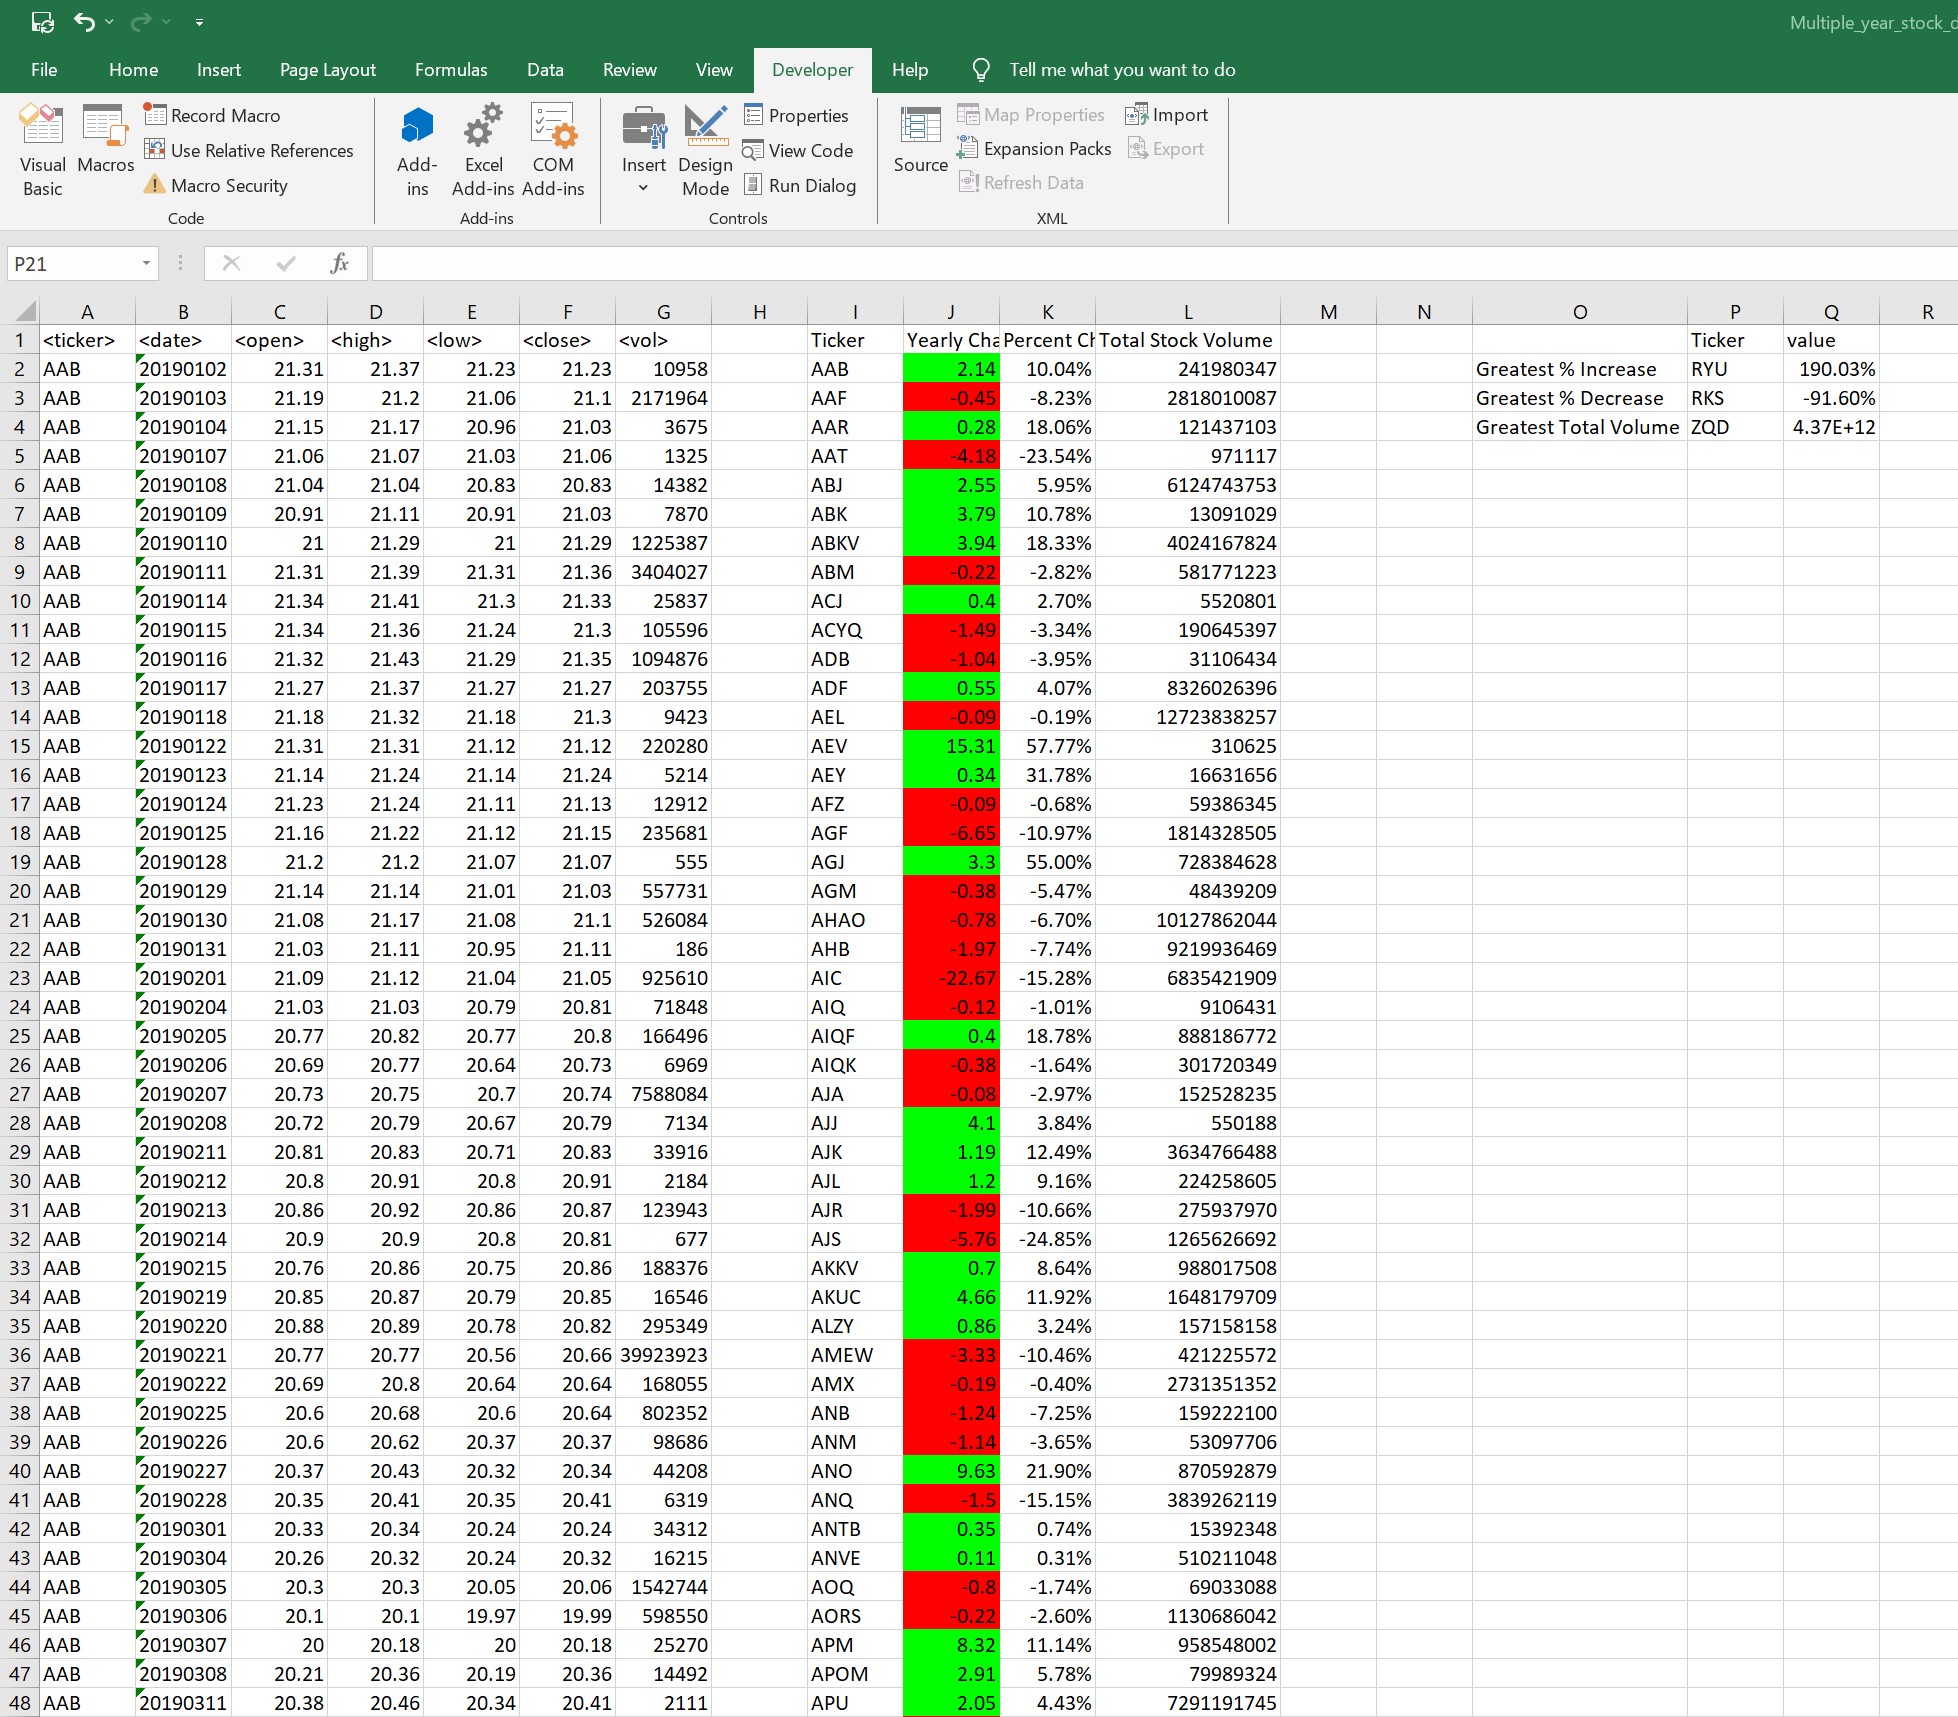 Multiple_year_stock_d
File Home Insert Page Layout Formulas Data Review View Developer Help Tell me what you want to do
Visual Basic Macros Record Macro Use Relative References Macro Security Code
Add-ins Excel Add-ins COM Add-ins Add-ins
Insert Design Mode Properties View Code Run Dialog Controls
Source Map Properties Expansion Packs Refresh Data Import Export XML
P21 fx
A B C D E F G H I J K L M N O P Q R
1 <ticker> <date> <open> <high> <low> <close> <vol> Ticker Yearly Cha Percent Ch Total Stock Volume Ticker value
2 AAB 20190102 21.31 21.37 21.23 21.23 10958 AAB 2.14 10.04% 241980347 Greatest % Increase RYU 190.03%
3 AAB 20190103 21.19 21.2 21.06 21.1 2171964 AAF -0.45 -8.23% 2818010087 Greatest % Decrease RKS -91.60%
4 AAB 20190104 21.15 21.17 20.96 21.03 3675 AAR 0.28 18.06% 121437103 Greatest Total Volume ZQD 4.37E+12
5 AAB 20190107 21.06 21.07 21.03 21.06 1325 AAT -4.18 -23.54% 971117
6 AAB 20190108 21.04 21.04 20.83 20.83 14382 ABJ 2.55 5.95% 6124743753
7 AAB 20190109 20.91 21.11 20.91 21.03 7870 ABK 3.79 10.78% 13091029
8 AAB 20190110 21 21.29 21 21.29 1225387 ABKV 3.94 18.33% 4024167824
9 AAB 20190111 21.31 21.39 21.31 21.36 3404027 ABM -0.22 -2.82% 581771223
10 AAB 20190114 21.34 21.41 21.3 21.33 25837 ACJ 0.4 2.70% 5520801
11 AAB 20190115 21.34 21.36 21.24 21.3 105596 ACYQ -1.49 -3.34% 190645397
12 AAB 20190116 21.32 21.43 21.29 21.35 1094876 ADB -1.04 -3.95% 31106434
13 AAB 20190117 21.27 21.37 21.27 21.27 203755 ADF 0.55 4.07% 8326026396
14 AAB 20190118 21.18 21.32 21.18 21.3 9423 AEL -0.09 -0.19% 12723838257
15 AAB 20190122 21.31 21.31 21.12 21.12 220280 AEV 15.31 57.77% 310625
16 AAB 20190123 21.14 21.24 21.14 21.24 5214 AEY 0.34 31.78% 16631656
17 AAB 20190124 21.23 21.24 21.11 21.13 12912 AFZ -0.09 -0.68% 59386345
18 AAB 20190125 21.16 21.22 21.12 21.15 235681 AGF -6.65 -10.97% 1814328505
19 AAB 20190128 21.2 21.2 21.07 21.07 555 AGJ 3.3 55.00% 728384628
20 AAB 20190129 21.14 21.14 21.01 21.03 557731 AGM -0.38 -5.47% 48439209
21 AAB 20190130 21.08 21.17 21.08 21.1 526084 AHAO -0.78 -6.70% 10127862044
22 AAB 20190131 21.03 21.11 20.95 21.11 186 AHB -1.97 -7.74% 9219936469
23 AAB 20190201 21.09 21.12 21.04 21.05 925610 AIC -22.67 -15.28% 6835421909
24 AAB 20190204 21.03 21.03 20.79 20.81 71848 AIQ -0.12 -1.01% 9106431
25 AAB 20190205 20.77 20.82 20.77 20.8 166496 AIQF 0.4 18.78% 888186772
26 AAB 20190206 20.69 20.77 20.64 20.73 6969 AIQK -0.38 -1.64% 301720349
27 AAB 20190207 20.73 20.75 20.7 20.74 7588084 AJA -0.08 -2.97% 152528235
28 AAB 20190208 20.72 20.79 20.67 20.79 7134 AJJ 4.1 3.84% 550188
29 AAB 20190211 20.81 20.83 20.71 20.83 33916 AJK 1.19 12.49% 3634766488
30 AAB 20190212 20.8 20.91 20.8 20.91 2184 AJL 1.2 9.16% 224258605
31 AAB 20190213 20.86 20.92 20.86 20.87 123943 AJR -1.99 -10.66% 275937970
32 AAB 20190214 20.9 20.9 20.8 20.81 677 AJS -5.76 -24.85% 1265626692
33 AAB 20190215 20.76 20.86 20.75 20.86 188376 AKKV 0.7 8.64% 988017508
34 AAB 20190219 20.85 20.87 20.79 20.85 16546 AKUC 4.66 11.92% 1648179709
35 AAB 20190220 20.88 20.89 20.78 20.82 295349 ALZY 0.86 3.24% 157158158
36 AAB 20190221 20.77 20.77 20.56 20.66 39923923 AMEW -3.33 -10.46% 421225572
37 AAB 20190222 20.69 20.8 20.64 20.64 168055 AMX -0.19 -0.40% 2731351352
38 AAB 20190225 20.6 20.68 20.6 20.64 802352 ANB -1.24 -7.25% 159222100
39 AAB 20190226 20.6 20.62 20.37 20.37 98686 ANM -1.14 -3.65% 53097706
40 AAB 20190227 20.37 20.43 20.32 20.34 44208 ANO 9.63 21.90% 870592879
41 AAB 20190228 20.35 20.41 20.35 20.41 6319 ANQ -1.5 -15.15% 3839262119
42 AAB 20190301 20.33 20.34 20.24 20.24 34312 ANTB 0.35 0.74% 15392348
43 AAB 20190304 20.26 20.32 20.24 20.32 16215 ANVE 0.11 0.31% 510211048
44 AAB 20190305 20.3 20.3 20.05 20.06 1542744 AOQ -0.8 -1.74% 69033088
45 AAB 20190306 20.1 20.1 19.97 19.99 598550 AORS -0.22 -2.60% 1130686042
46 AAB 20190307 20 20.18 20 20.18 25270 APM 8.32 11.14% 958548002
47 AAB 20190308 20.21 20.36 20.19 20.36 14492 APOM 2.91 5.78% 79989324
48 AAB 20190311 20.38 20.46 20.34 20.41 2111 APU 2.05 4.43% 7291191745